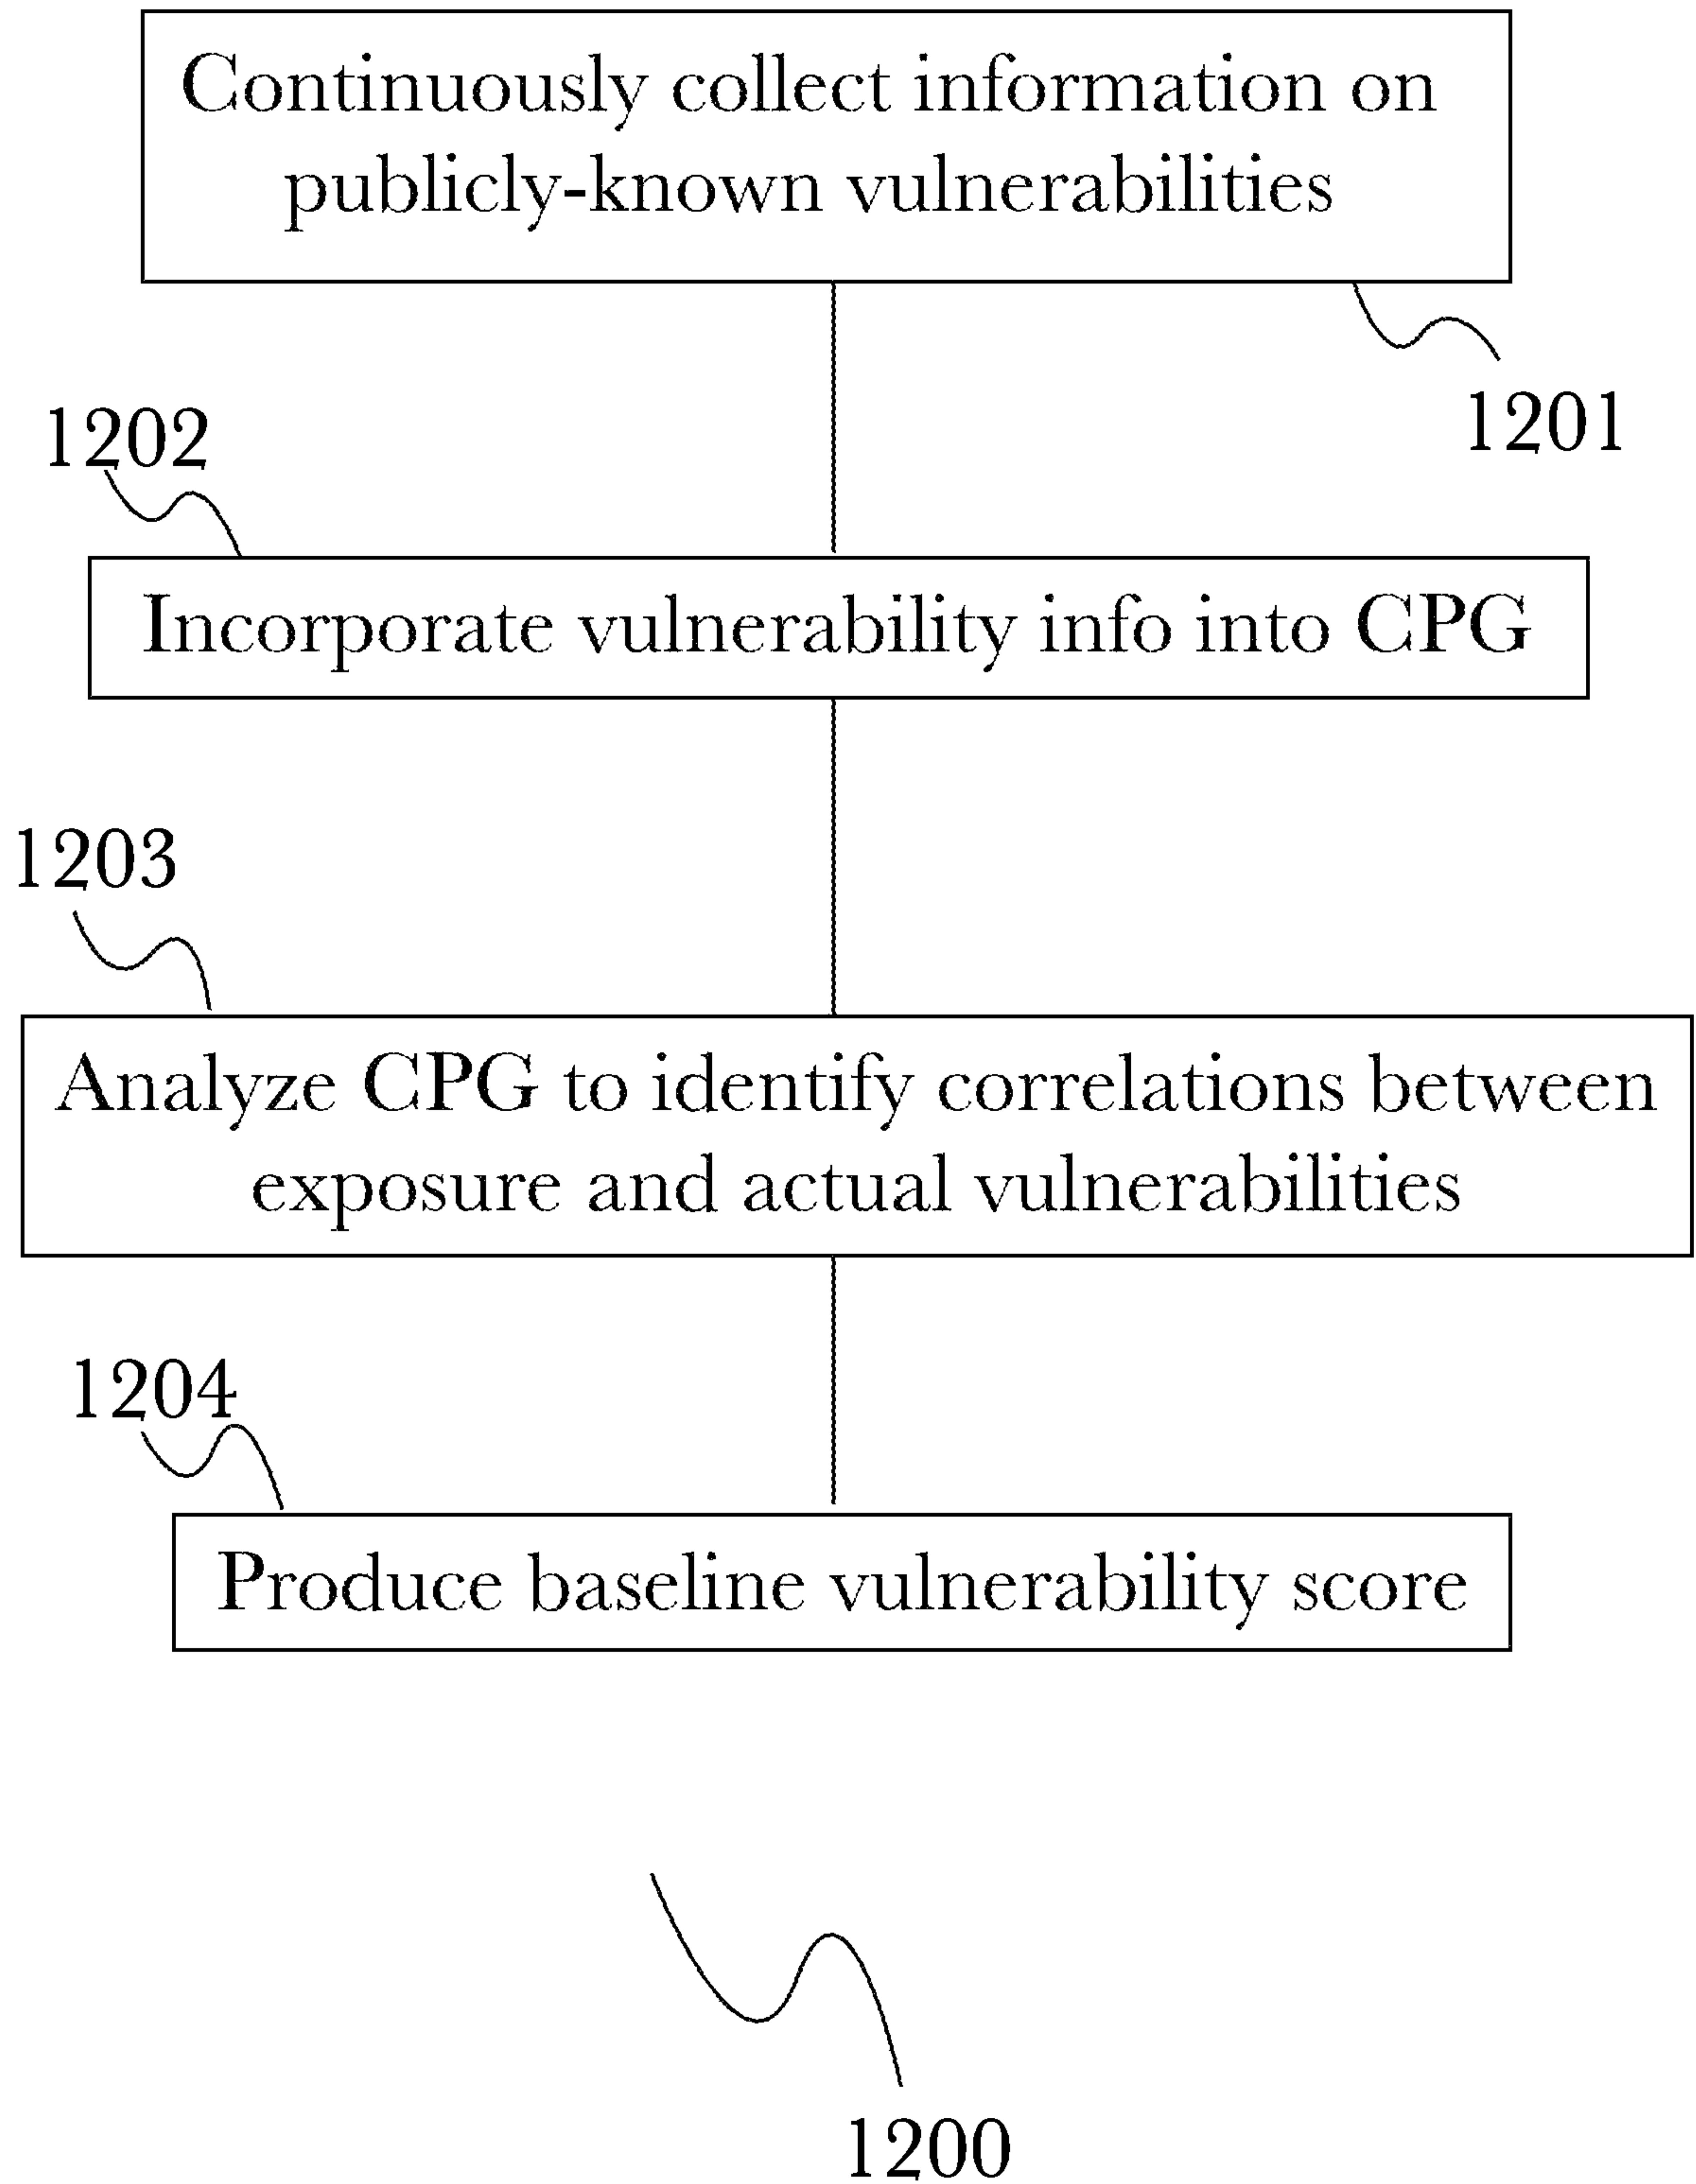 Continuously collect information on
publicly-known vulnerabilities
1201
1202
Incorporate vulnerability info into CPG
1203
Analyze CPG to identify correlations between
exposure and actual vulnerabilities
1204
Produce baseline vulnerability score
1200